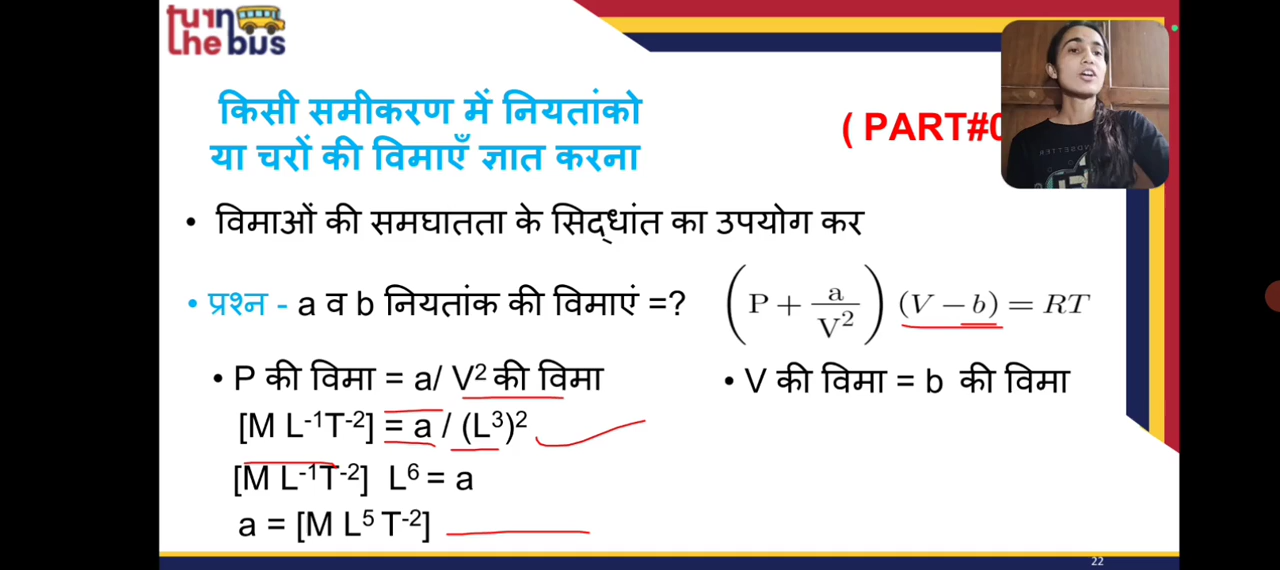 turn
the bus
किसी समीकरण में नियतांको
या चरों की विमाएँ ज्ञात करना
( PART#0
• विमाओं की समघातता के सिद्धांत का उपयोग कर
• प्रश्न - a व b नियतांक की विमाएं =?
(P + a/V²) (V − b) = RT
• P की विमा = a/ V² की विमा
[M L⁻¹T⁻²] = a / (L³)²
[M L⁻¹T⁻²] L⁶ = a
a = [M L⁵ T⁻²]
• V की विमा = b की विमा
22